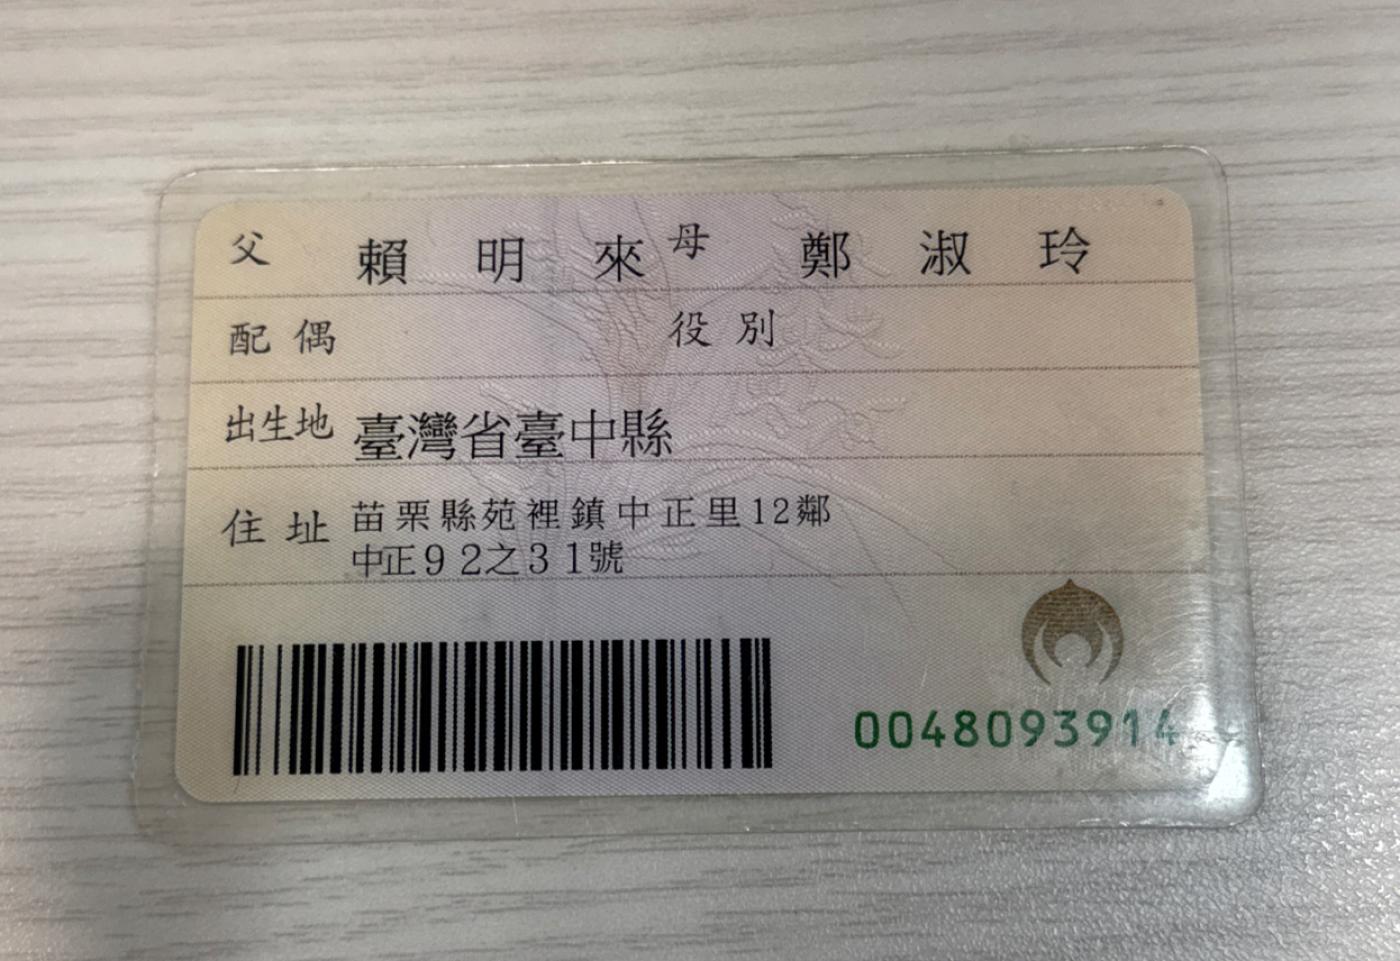 父 賴明來 母 鄭淑玲
配偶 役別
出生地 臺灣省臺中縣
住址 苗栗縣苑裡鎮中正里12鄰
中正92之31號
0048093914